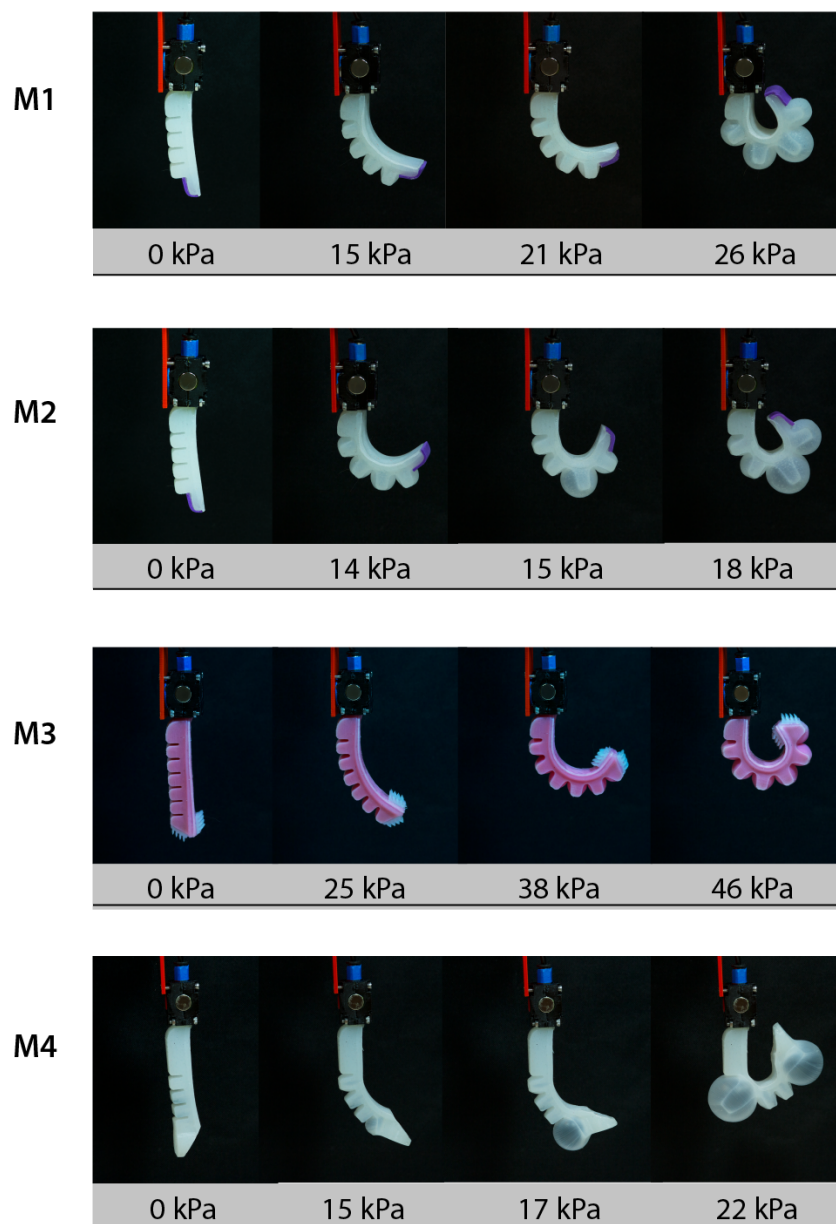 M1
0 kPa 15 kPa 21 kPa 26 kPa
M2
0 kPa 14 kPa 15 kPa 18 kPa
M3
0 kPa 25 kPa 38 kPa 46 kPa
M4
0 kPa 15 kPa 17 kPa 22 kPa